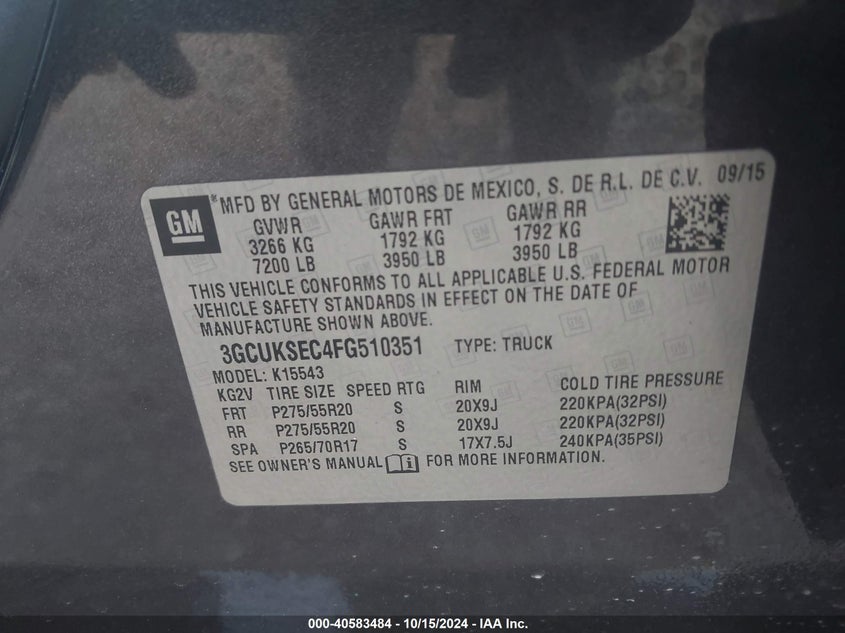 GM
*MFD BY GENERAL MOTORS DE MEXICO, S. DE R.L. DE C.V. 09/15
GVWR GAWR FRT GAWR RR
3266 KG 1792 KG 1792 KG
7200 LB 3950 LB 3950 LB
THIS VEHICLE CONFORMS TO ALL APPLICABLE U.S. FEDERAL MOTOR
VEHICLE SAFETY STANDARDS IN EFFECT ON THE DATE OF
MANUFACTURE SHOWN ABOVE.
3GCUKSEC4FG510351 TYPE: TRUCK
MODEL: K15543
KG2V TIRE SIZE SPEED RTG RIM COLD TIRE PRESSURE
FRT P275/55R20 S 20X9J 220KPA(32PSI)
RR P275/55R20 S 20X9J 220KPA(32PSI)
SPA P265/70R17 S 17X7.5J 240KPA(35PSI)
SEE OWNER'S MANUAL FOR MORE INFORMATION.
000-40583484 - 10/15/2024 - IAA Inc.